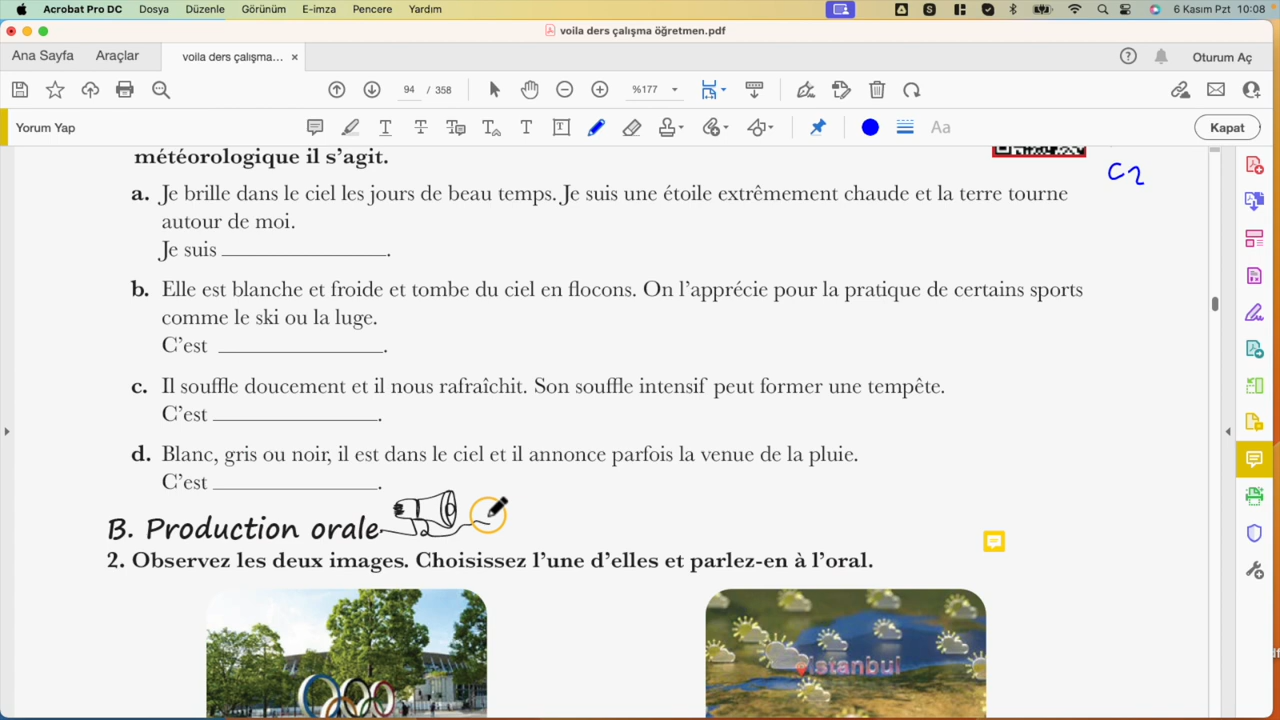 Acrobat Pro DC Dosya Düzenle Görünüm E-imza Pencere Yardım 6 Kasım Pzt 10:08
voila ders çalışma öğretmen.pdf
Ana Sayfa Araçlar voila ders çalışma... × Oturum Aç
94 / 358 %177
Yorum Yap Aa Kapat
météorologique il s'agit.
C2
a. Je brille dans le ciel les jours de beau temps. Je suis une étoile extrêmement chaude et la terre tourne
autour de moi.
Je suis _______________.
b. Elle est blanche et froide et tombe du ciel en flocons. On l'apprécie pour la pratique de certains sports
comme le ski ou la luge.
C'est _______________.
c. Il souffle doucement et il nous rafraîchit. Son souffle intensif peut former une tempête.
C'est _______________.
d. Blanc, gris ou noir, il est dans le ciel et il annonce parfois la venue de la pluie.
C'est _______________.
B. Production orale
2. Observez les deux images. Choisissez l'une d'elles et parlez-en à l'oral.
istanbul